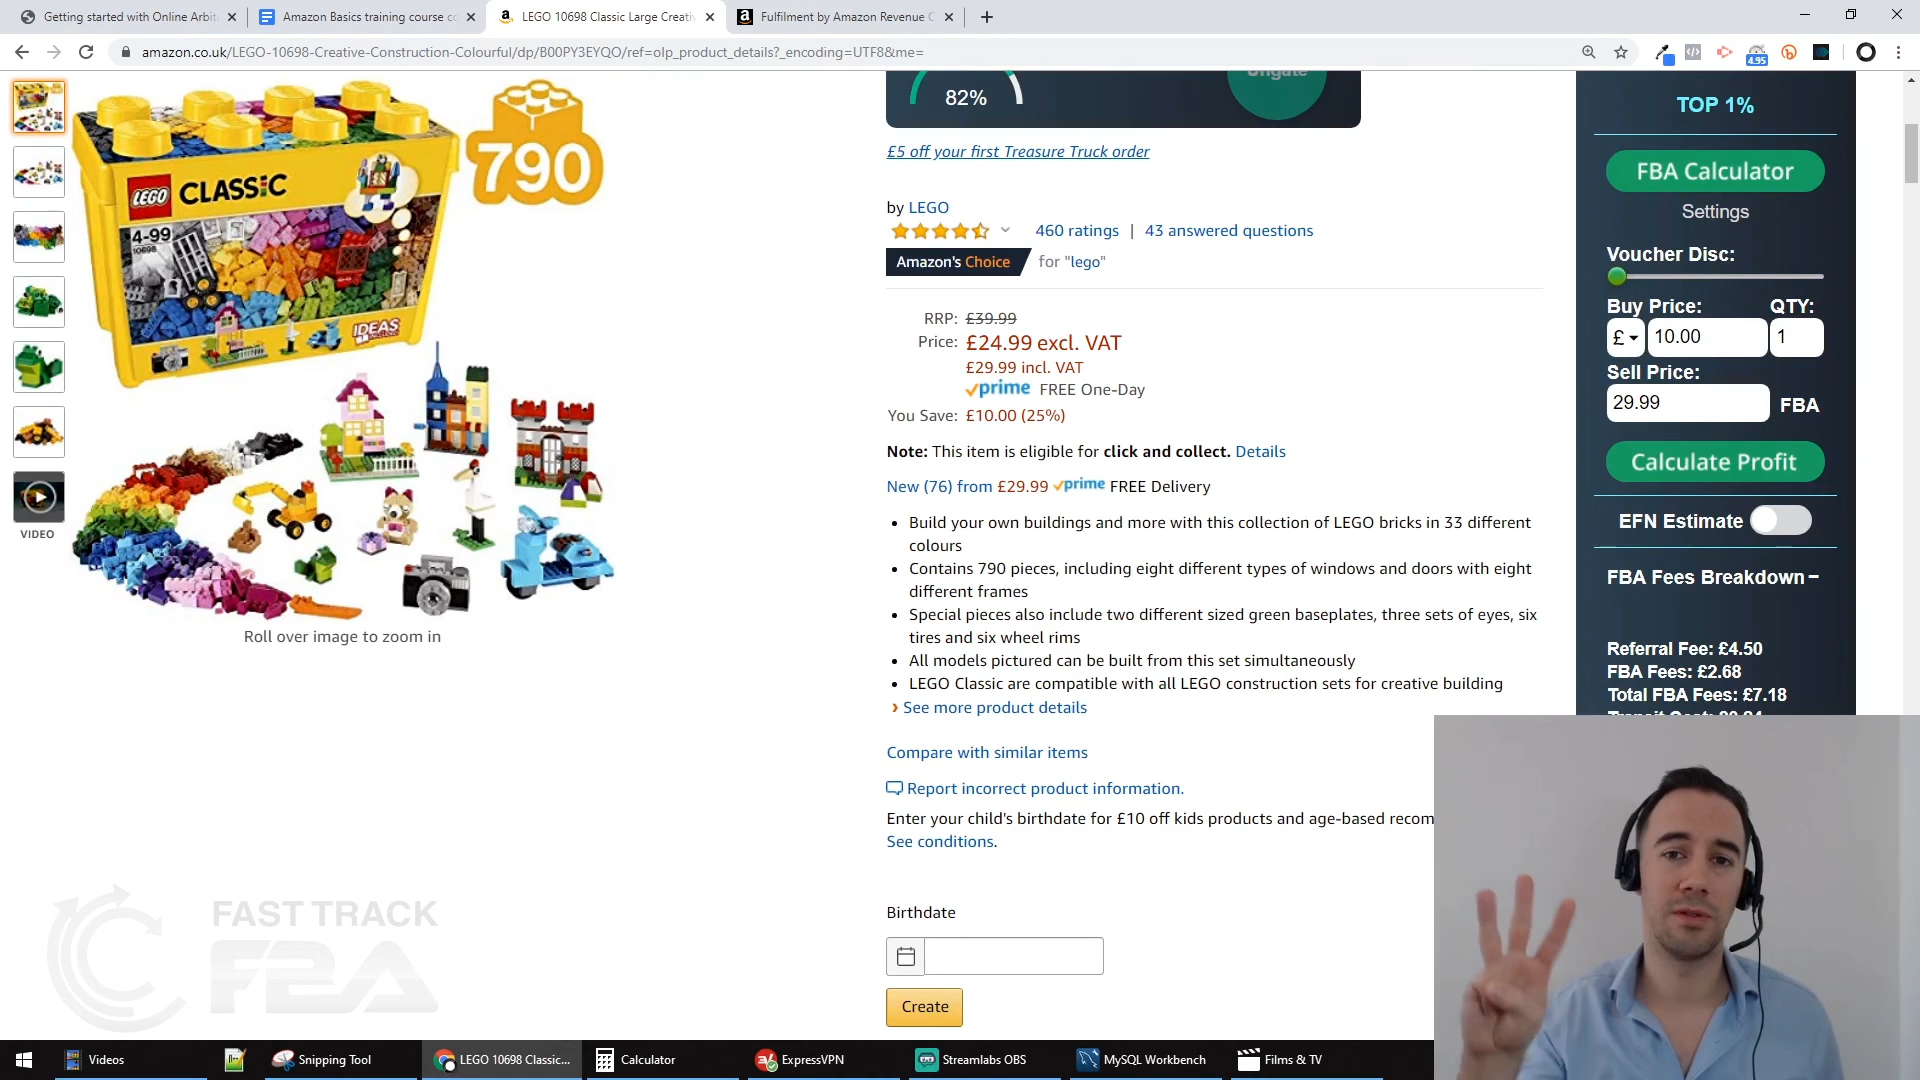 Getting started with Online Arbit
Amazon Basics training course co
LEGO 10698 Classic Large Creativ
Fulfilment by Amazon Revenue C
amazon.co.uk/LEGO-10698-Creative-Construction-Colourful/dp/B00PY3EYQO/ref=olp_product_details?_encoding=UTF8&me=
4.95
790
LEGO CLASSIC
4-99
10698
IDEAS
VIDEO
Roll over image to zoom in
82%
Ungate
£5 off your first Treasure Truck order
by LEGO
460 ratings | 43 answered questions
Amazon's Choice for "lego"
RRP: £39.99
Price: £24.99 excl. VAT
£29.99 incl. VAT
prime FREE One-Day
You Save: £10.00 (25%)
Note: This item is eligible for click and collect. Details
New (76) from £29.99 prime FREE Delivery
• Build your own buildings and more with this collection of LEGO bricks in 33 different
colours
• Contains 790 pieces, including eight different types of windows and doors with eight
different frames
• Special pieces also include two different sized green baseplates, three sets of eyes, six
tires and six wheel rims
• All models pictured can be built from this set simultaneously
• LEGO Classic are compatible with all LEGO construction sets for creative building
› See more product details
Compare with similar items
Report incorrect product information.
Enter your child's birthdate for £10 off kids products and age-based recom
See conditions.
Birthdate
Create
TOP 1%
FBA Calculator
Settings
Voucher Disc:
Buy Price: QTY:
£ 10.00 1
Sell Price:
29.99 FBA
Calculate Profit
EFN Estimate
FBA Fees Breakdown −
Referral Fee: £4.50
FBA Fees: £2.68
Total FBA Fees: £7.18
FAST TRACK
FBA
Videos
Snipping Tool
LEGO 10698 Classic...
Calculator
ExpressVPN
Streamlabs OBS
MySQL Workbench
Films & TV